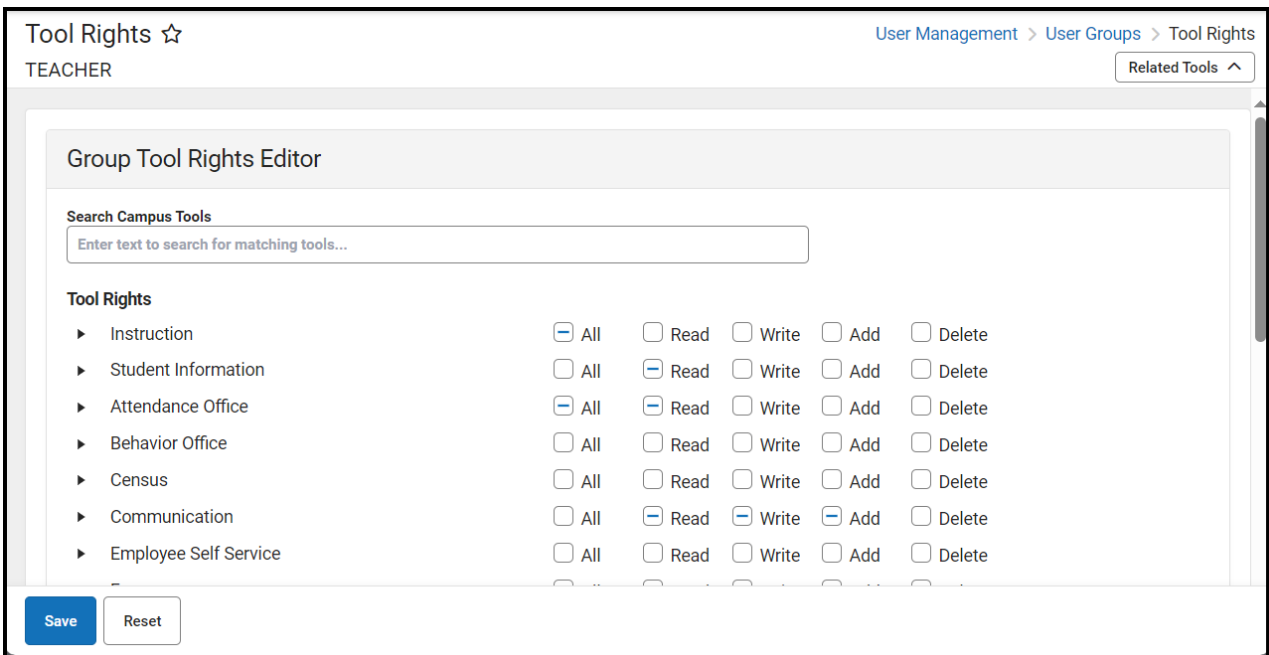 Tool Rights
User Management > User Groups > Tool Rights
TEACHER
Related Tools
Group Tool Rights Editor
Search Campus Tools
Enter text to search for matching tools...
Tool Rights
Instruction All Read Write Add Delete
Student Information All Read Write Add Delete
Attendance Office All Read Write Add Delete
Behavior Office All Read Write Add Delete
Census All Read Write Add Delete
Communication All Read Write Add Delete
Employee Self Service All Read Write Add Delete
Save Reset